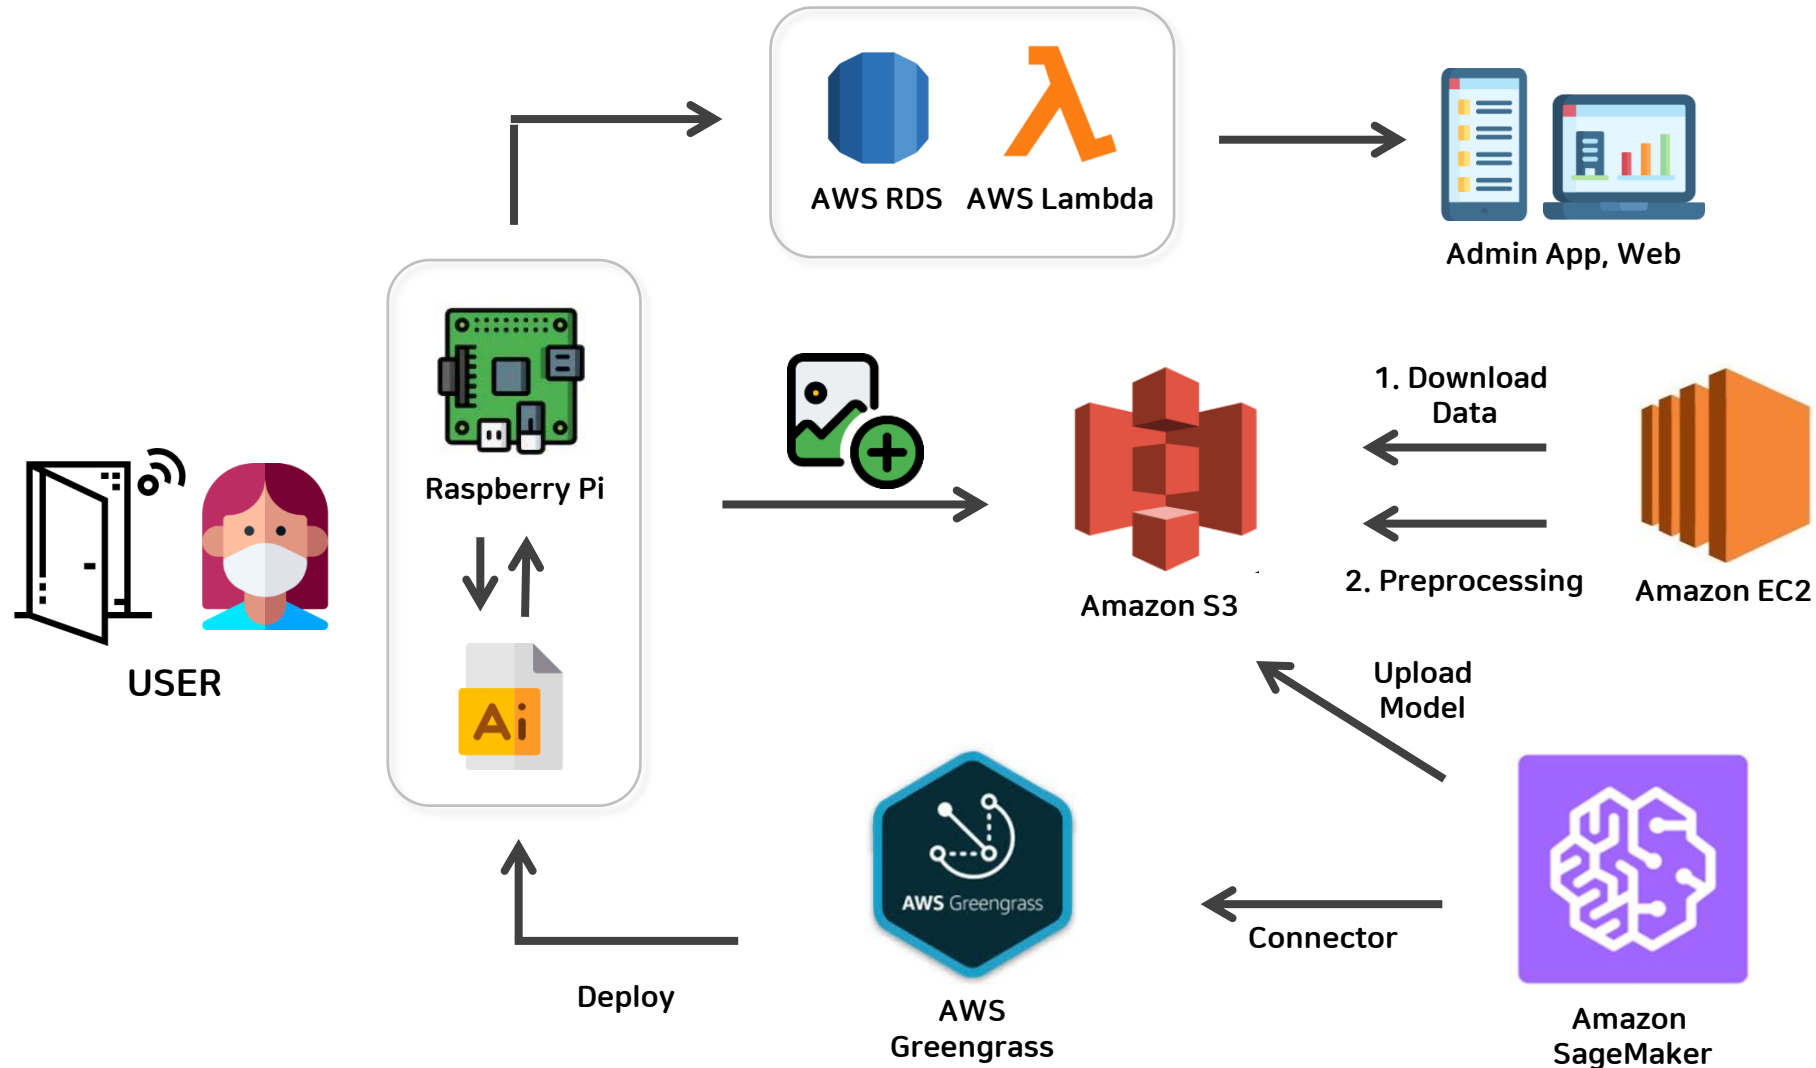 AWS RDS
AWS Lambda
Admin App, Web
Raspberry Pi
1. Download
Data
2. Preprocessing
Amazon S3
Amazon EC2
USER
Ai
Upload
Model
AWS Greengrass
Connector
Deploy
AWS
Greengrass
Amazon
SageMaker